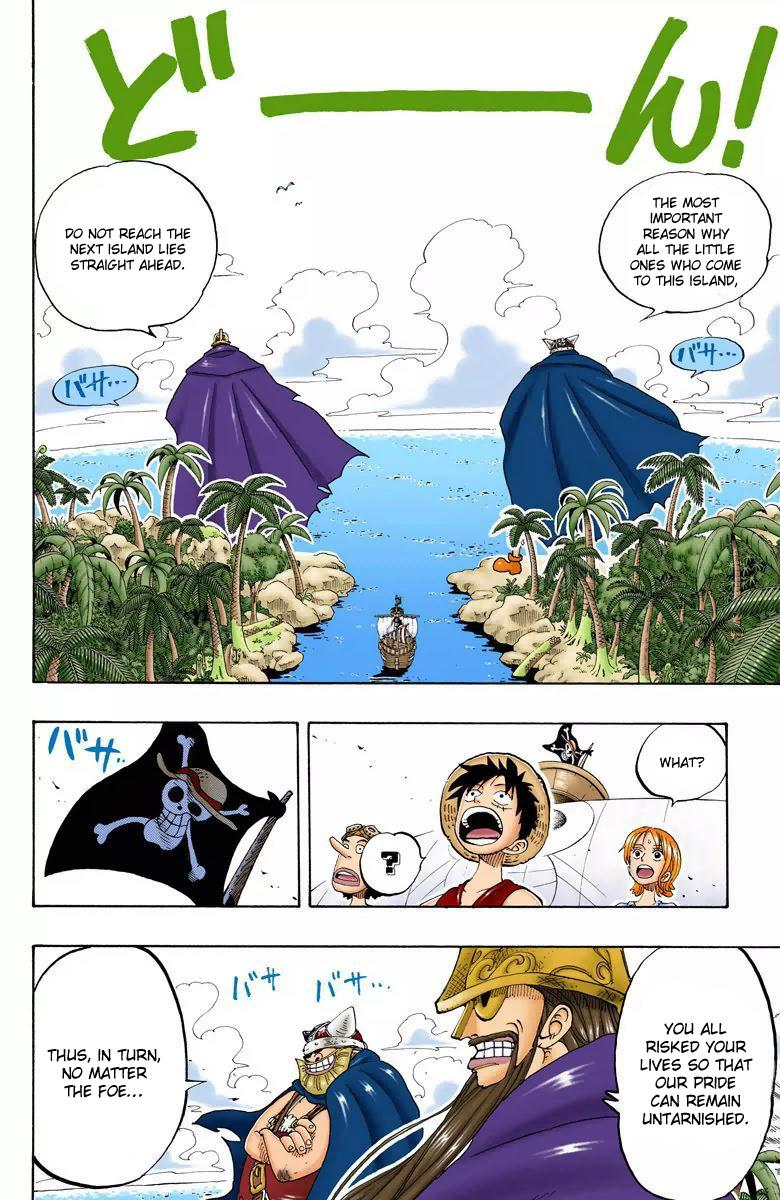 どーん!
THE MOST
IMPORTANT
REASON WHY
ALL THE LITTLE
ONES WHO COME
TO THIS ISLAND,
DO NOT REACH THE
NEXT ISLAND LIES
STRAIGHT AHEAD.
バサ...
バサ...
WHAT?
?
バサ..
YOU ALL
RISKED YOUR
LIVES SO THAT
OUR PRIDE
CAN REMAIN
UNTARNISHED.
バサ
バサ...
THUS, IN TURN,
NO MATTER
THE FOE...